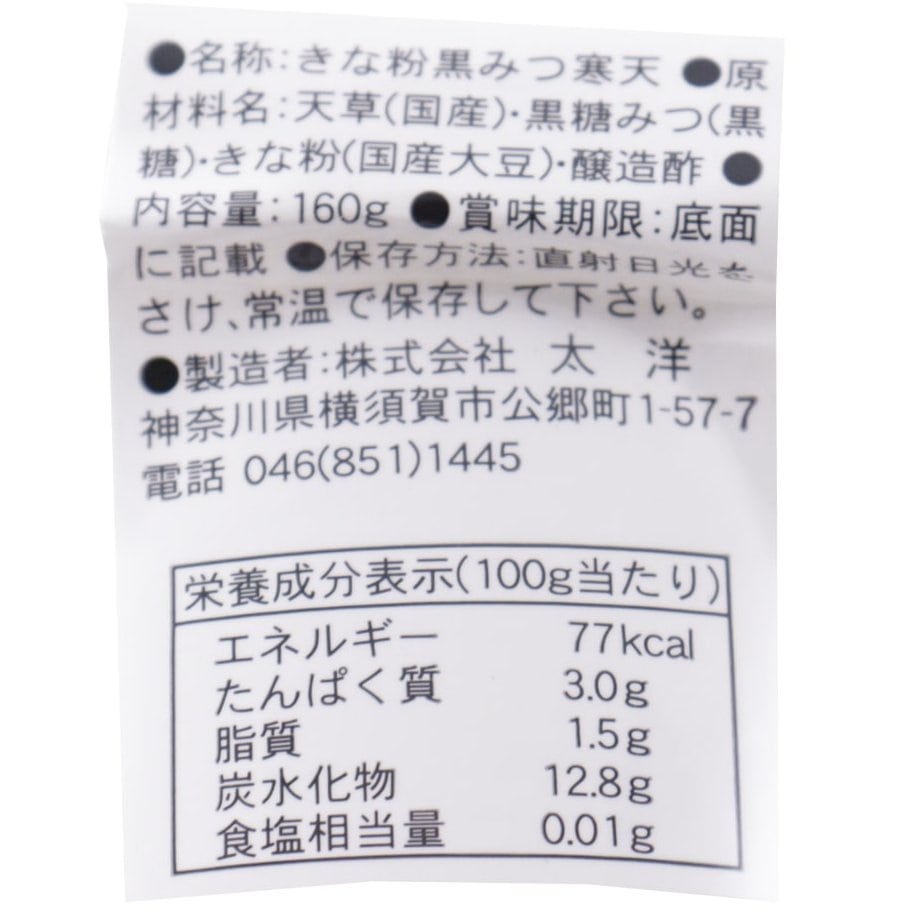 ●名称:きな粉黒みつ寒天 ●原
材料名:天草(国産)・黒糖みつ(黒
糖)・きな粉(国産大豆)・醸造酢 ●
内容量:160g ●賞味期限:底面
に記載 ●保存方法:直射日光を
さけ、常温で保存して下さい。
●製造者:株式会社 太 洋
神奈川県横須賀市公郷町1-57-7
電話 046(851)1445
栄養成分表示(100g当たり)
エネルギー 77kcal
たんぱく質 3.0g
脂質 1.5g
炭水化物 12.8g
食塩相当量 0.01g